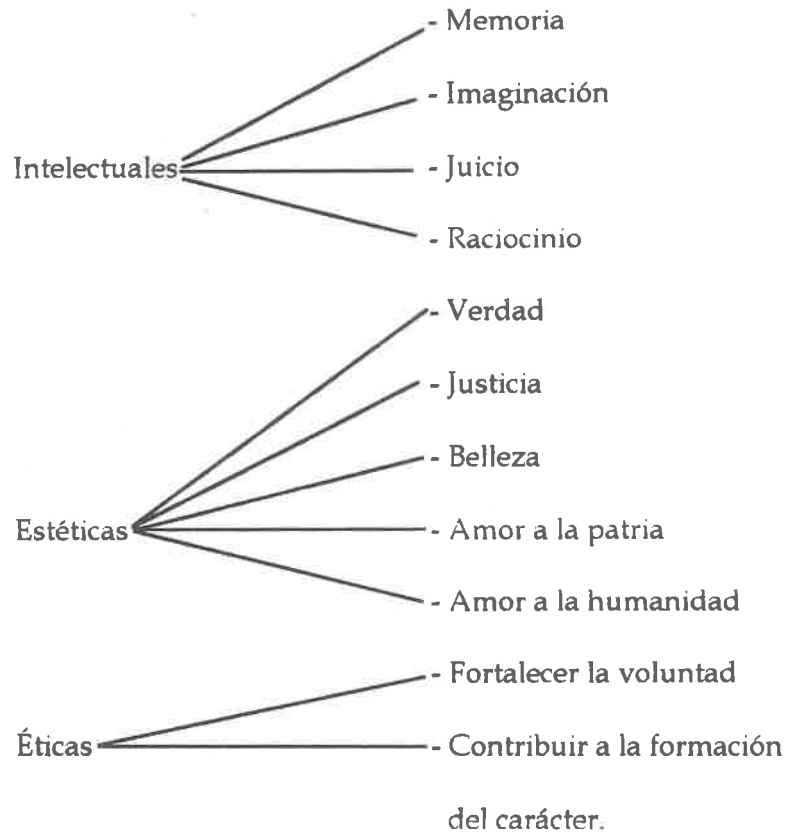 - Memoria
- Imaginación
Intelectuales - Juicio
- Raciocinio
- Verdad
- Justicia
- Belleza
Estéticas - Amor a la patria
- Amor a la humanidad
- Fortalecer la voluntad
Éticas - Contribuir a la formación
del carácter.